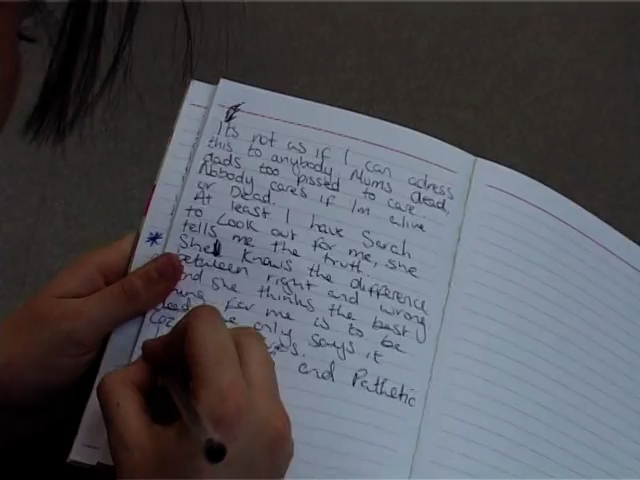 Its not as if I can adress
this to anybody, Mums dead,
dads too pissed to care.
Nobody cares if Im alive
or Dead.
At least I have Sarah
to Look out for me, she
tells me the truth.
She knows the difference
between right and wrong
and she thinks the best
thing for me is to be
dead
only says it
and Pathetic